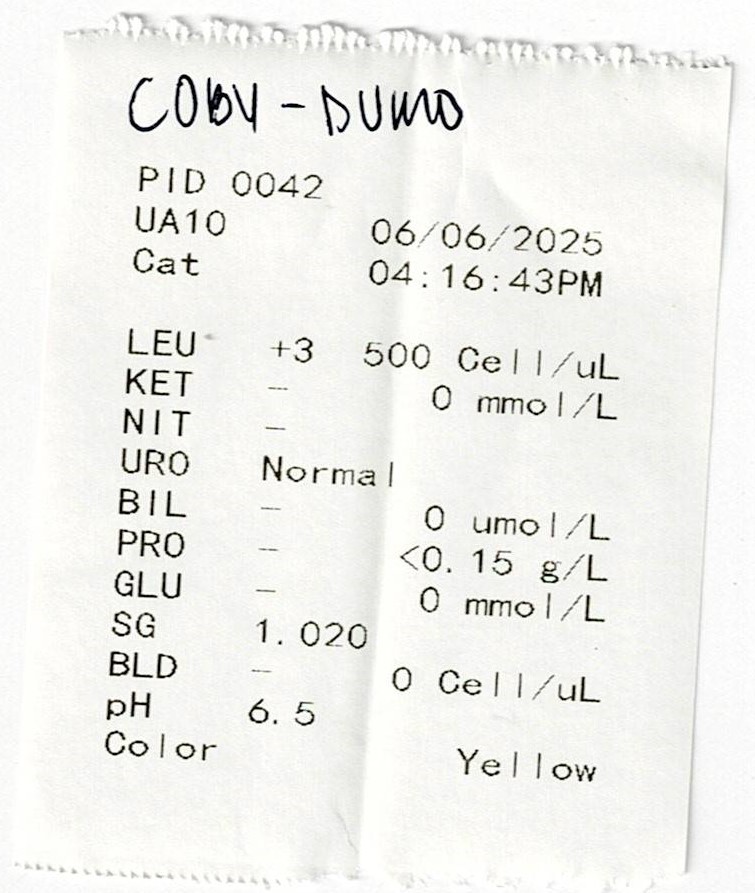 COBY - DUMO
PID 0042
UA10 06/06/2025
Cat 04:16:43PM
LEU +3 500 Cell/uL
KET - 0 mmol/L
NIT -
URO Normal
BIL - 0 umol/L
PRO - <0.15 g/L
GLU - 0 mmol/L
SG 1.020
BLD - 0 Cell/uL
pH 6.5
Color Yellow